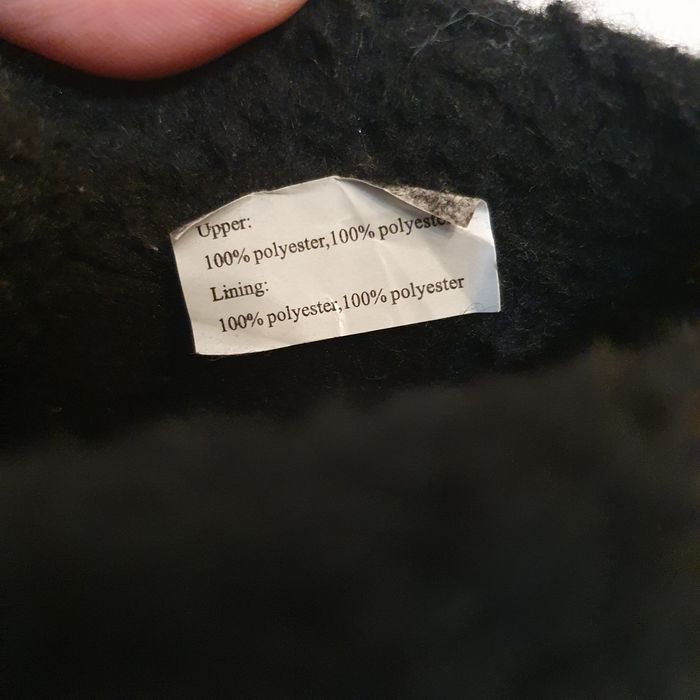 Upper:
100% polyester,100% polyeste
Lining:
100% polyester,100% polyester